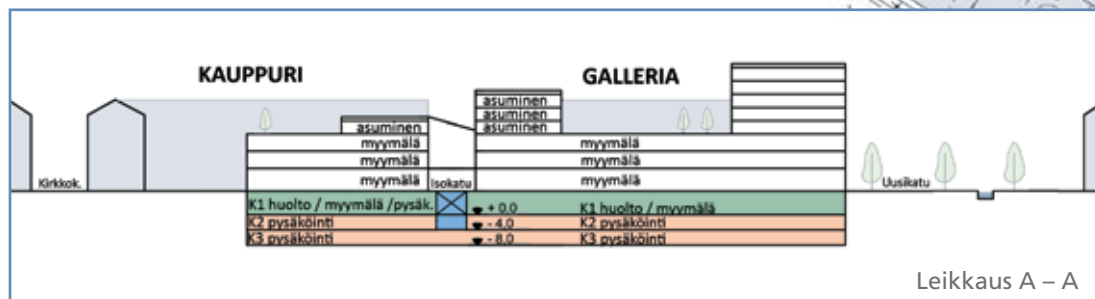 KAUPPURI GALLERIA
asuminen
asuminen
asuminen asuminen
myymälä myymälä
myymälä myymälä
Kirkkok. myymälä Isokatu myymälä Uusikatu
K1 huolto / myymälä /pysäk. + 0.0 K1 huolto / myymälä
K2 pysäköinti - 4.0 K2 pysäköinti
K3 pysäköinti - 8.0 K3 pysäköinti
Leikkaus A – A